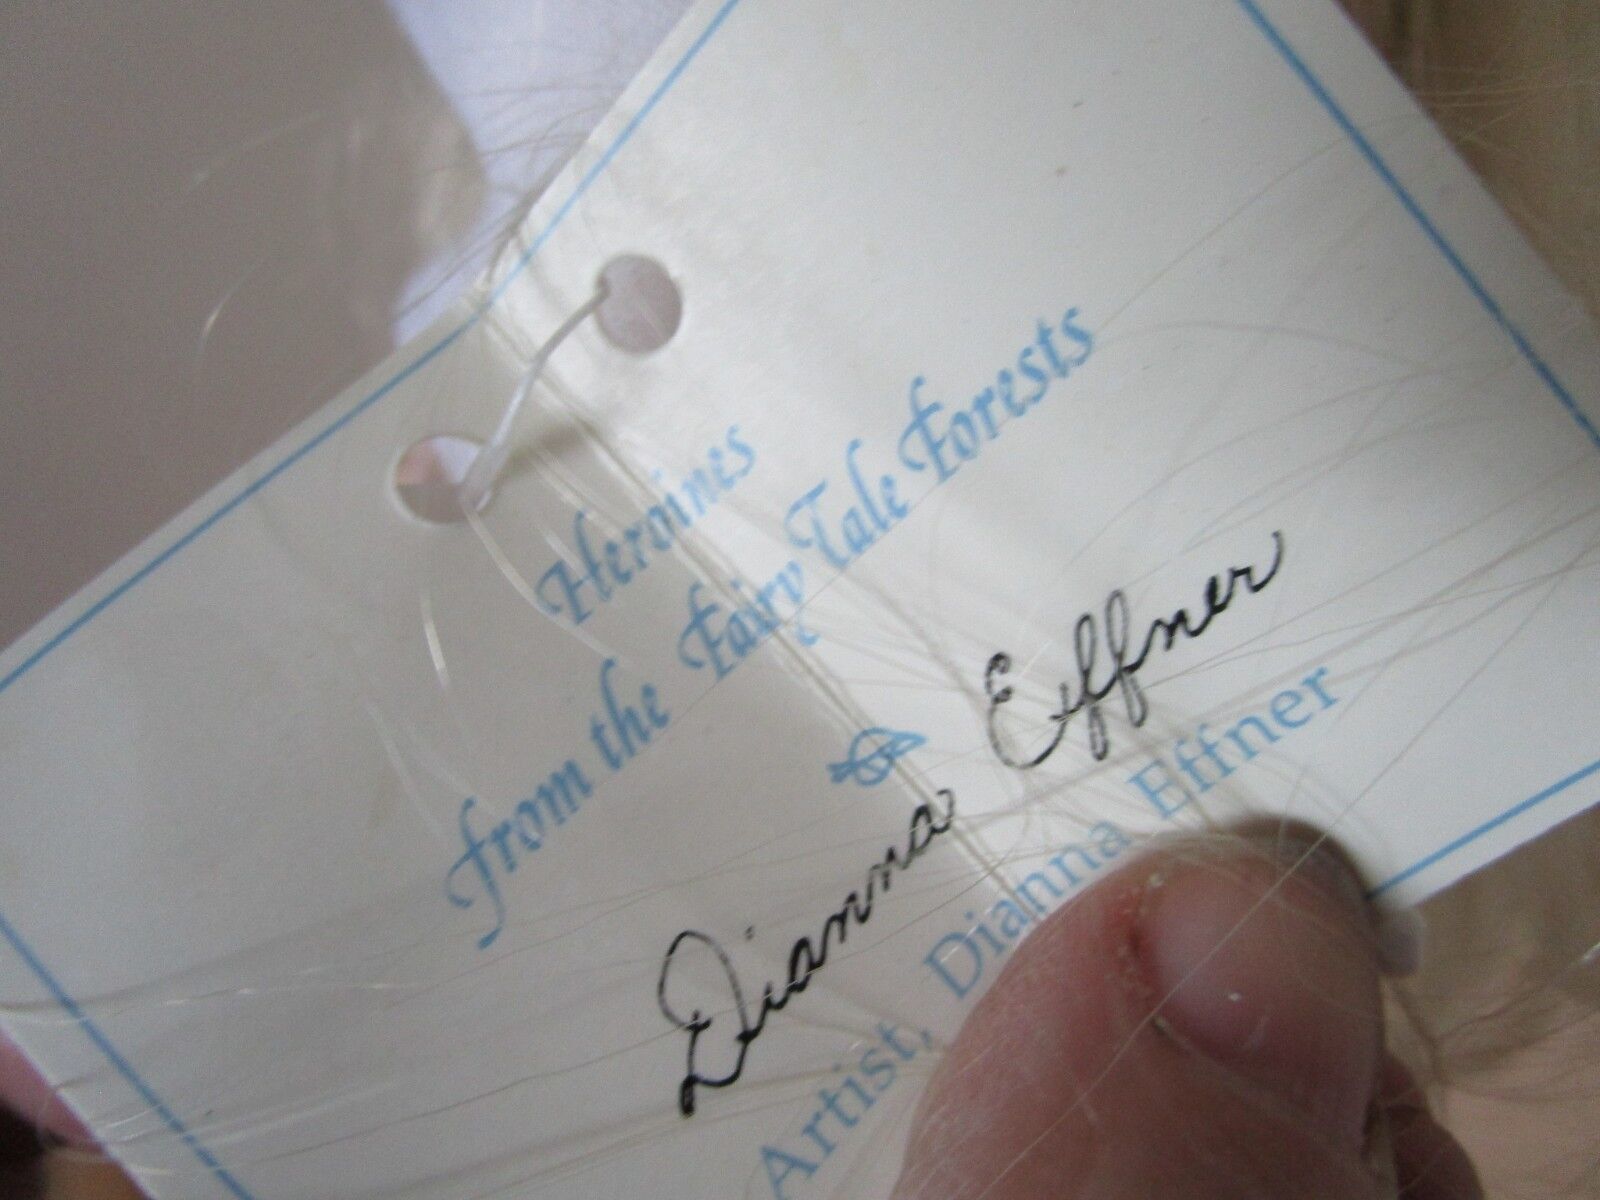 Heroines
from the Fairy Tale Forests
Dianna Effner
Artist, Dianna Effner